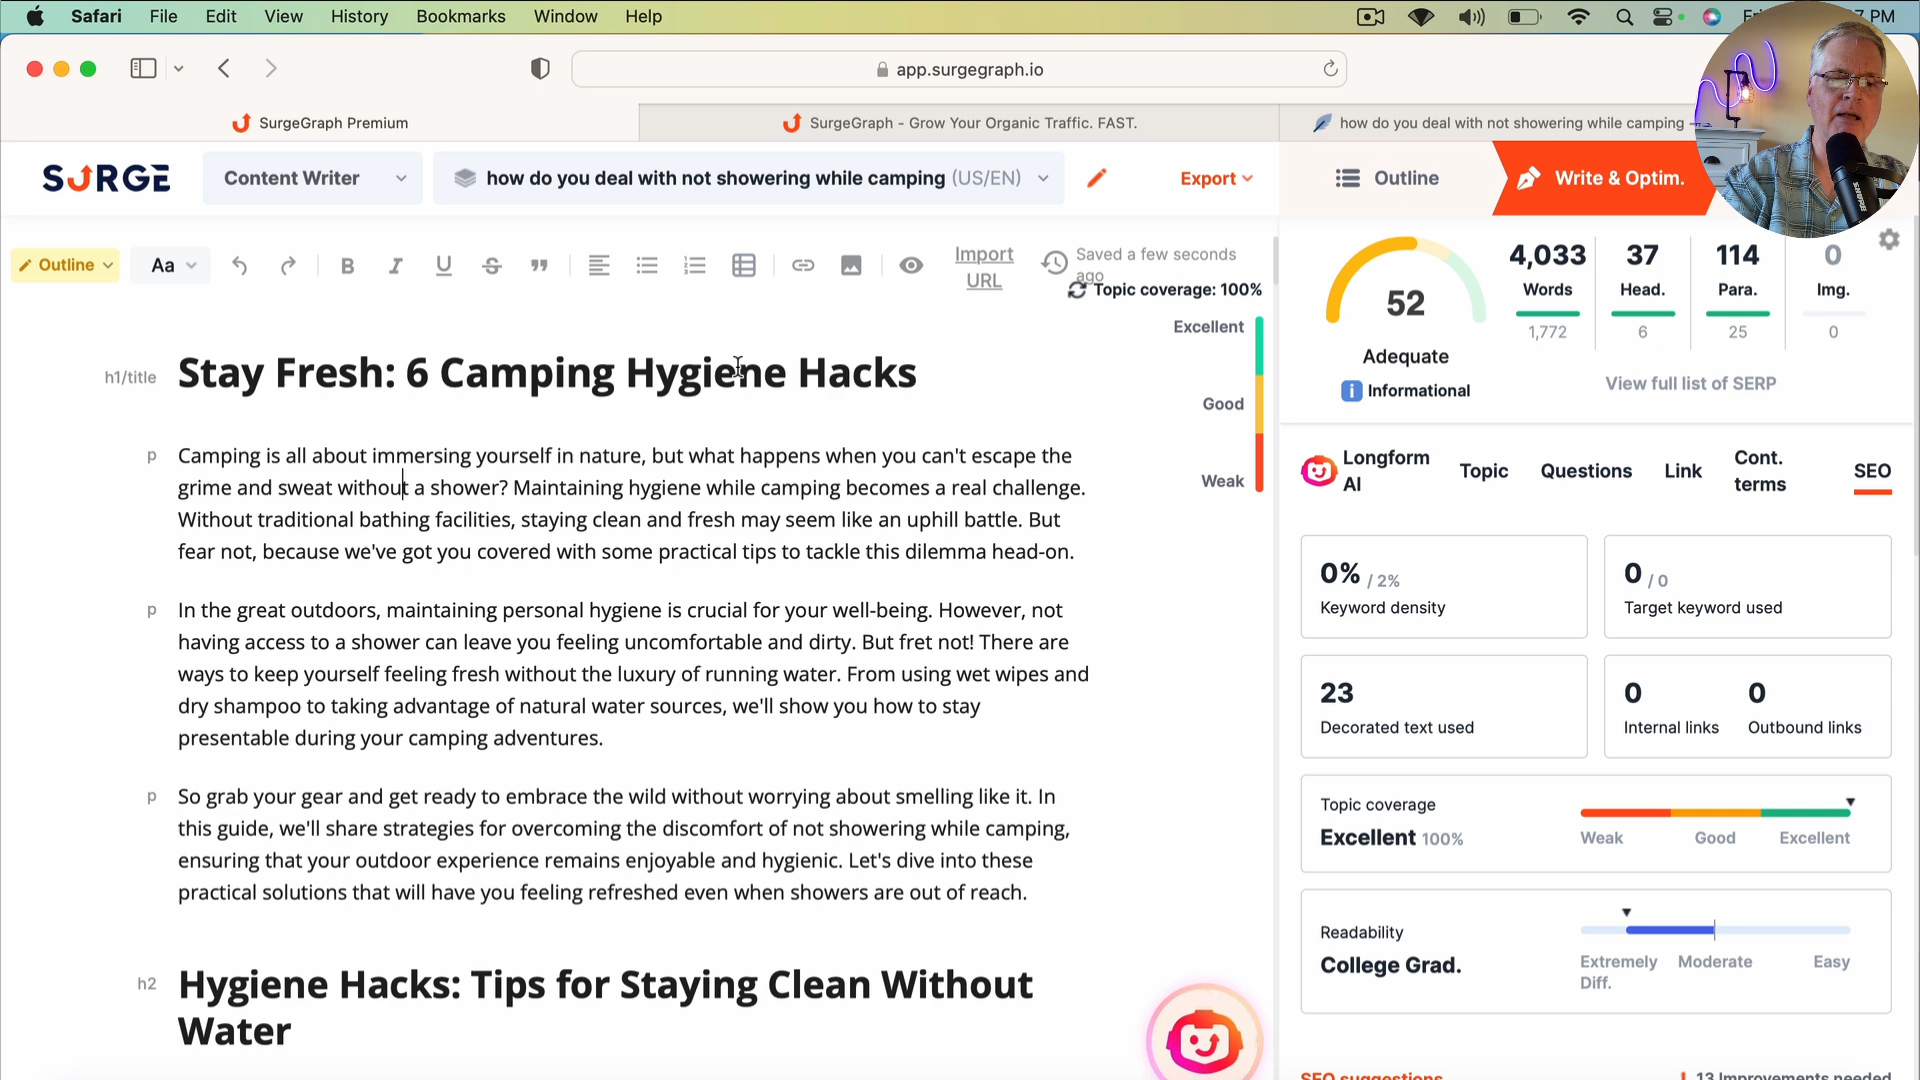 Safari File Edit View History Bookmarks Window Help
7 PM
app.surgegraph.io
SurgeGraph Premium
SurgeGraph - Grow Your Organic Traffic. FAST.
how do you deal with not showering while camping -
SURGE
Content Writer
how do you deal with not showering while camping (US/EN)
Export
Outline
Write & Optim.
Outline
Aa
B I U S
Import
URL
Saved a few seconds
ago
Topic coverage: 100%
Excellent
Good
Weak
h1/title
Stay Fresh: 6 Camping Hygiene Hacks
p
Camping is all about immersing yourself in nature, but what happens when you can't escape the
grime and sweat without a shower? Maintaining hygiene while camping becomes a real challenge.
Without traditional bathing facilities, staying clean and fresh may seem like an uphill battle. But
fear not, because we've got you covered with some practical tips to tackle this dilemma head-on.
p
In the great outdoors, maintaining personal hygiene is crucial for your well-being. However, not
having access to a shower can leave you feeling uncomfortable and dirty. But fret not! There are
ways to keep yourself feeling fresh without the luxury of running water. From using wet wipes and
dry shampoo to taking advantage of natural water sources, we'll show you how to stay
presentable during your camping adventures.
p
So grab your gear and get ready to embrace the wild without worrying about smelling like it. In
this guide, we'll share strategies for overcoming the discomfort of not showering while camping,
ensuring that your outdoor experience remains enjoyable and hygienic. Let's dive into these
practical solutions that will have you feeling refreshed even when showers are out of reach.
h2
Hygiene Hacks: Tips for Staying Clean Without
Water
52
Adequate
Informational
4,033 37 114 0
Words Head. Para. Img.
1,772 6 25 0
View full list of SERP
Longform
AI
Topic
Questions
Link
Cont.
terms
SEO
0% / 2%
Keyword density
0 / 0
Target keyword used
23
Decorated text used
0 0
Internal links Outbound links
Topic coverage
Excellent 100%
Weak Good Excellent
Readability
College Grad.
Extremely
Diff.
Moderate
Easy
SEO suggestions
13 Improvements needed